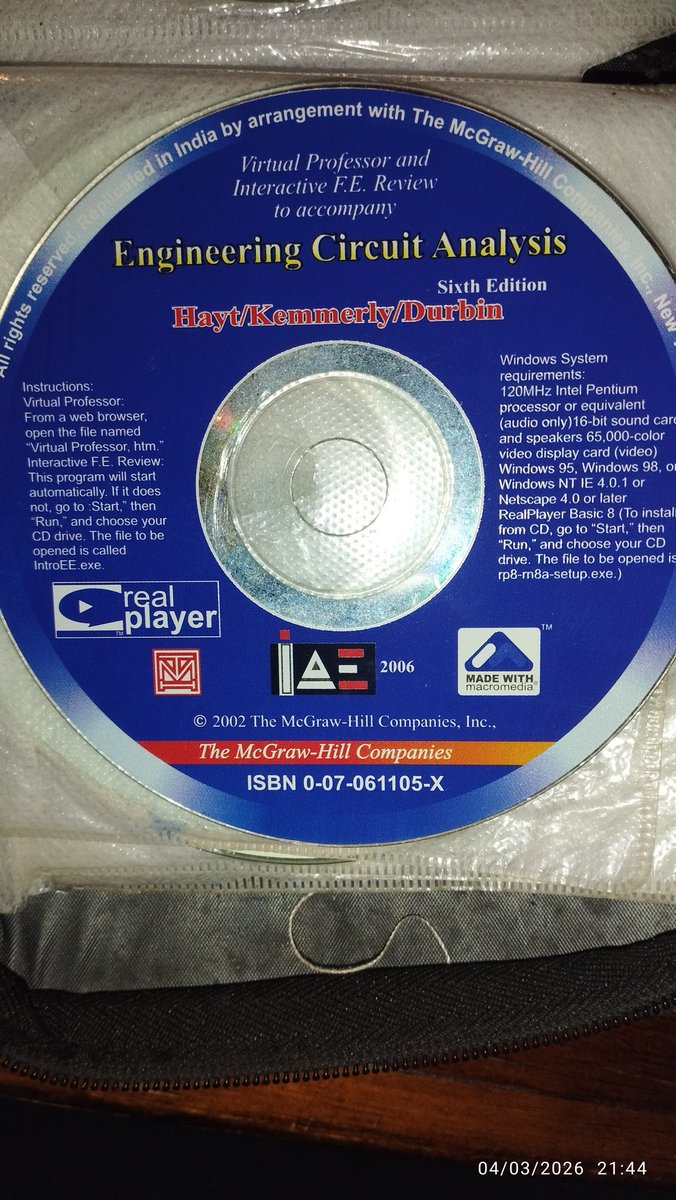 All rights reserved. Replicated in India by arrangement with The McGraw-Hill Companies, Inc., New
Virtual Professor and
Interactive F.E. Review
to accompany
Engineering Circuit Analysis
Sixth Edition
Hayt/Kemmerly/Durbin
Instructions:
Virtual Professor:
From a web browser,
open the file named
"Virtual Professor, htm."
Interactive F.E. Review:
This program will start
automatically. If it does
not, go to :Start," then
"Run," and choose your
CD drive. The file to be
opened is called
IntroEE.exe.
Windows System
requirements:
120MHz Intel Pentium
processor or equivalent
(audio only)16-bit sound card
and speakers 65,000-color
video display card (video)
Windows 95, Windows 98, or
Windows NT IE 4.0.1 or
Netscape 4.0 or later
RealPlayer Basic 8 (To install
from CD, go to "Start," then
"Run," and choose your CD
drive. The file to be opened is
rp8-rn8a-setup.exe.)
real
player
TM
iAE 2006
TM
MADE WITH
macromedia®
© 2002 The McGraw-Hill Companies, Inc.,
The McGraw-Hill Companies
ISBN 0-07-061105-X
04/03/2026 21:44